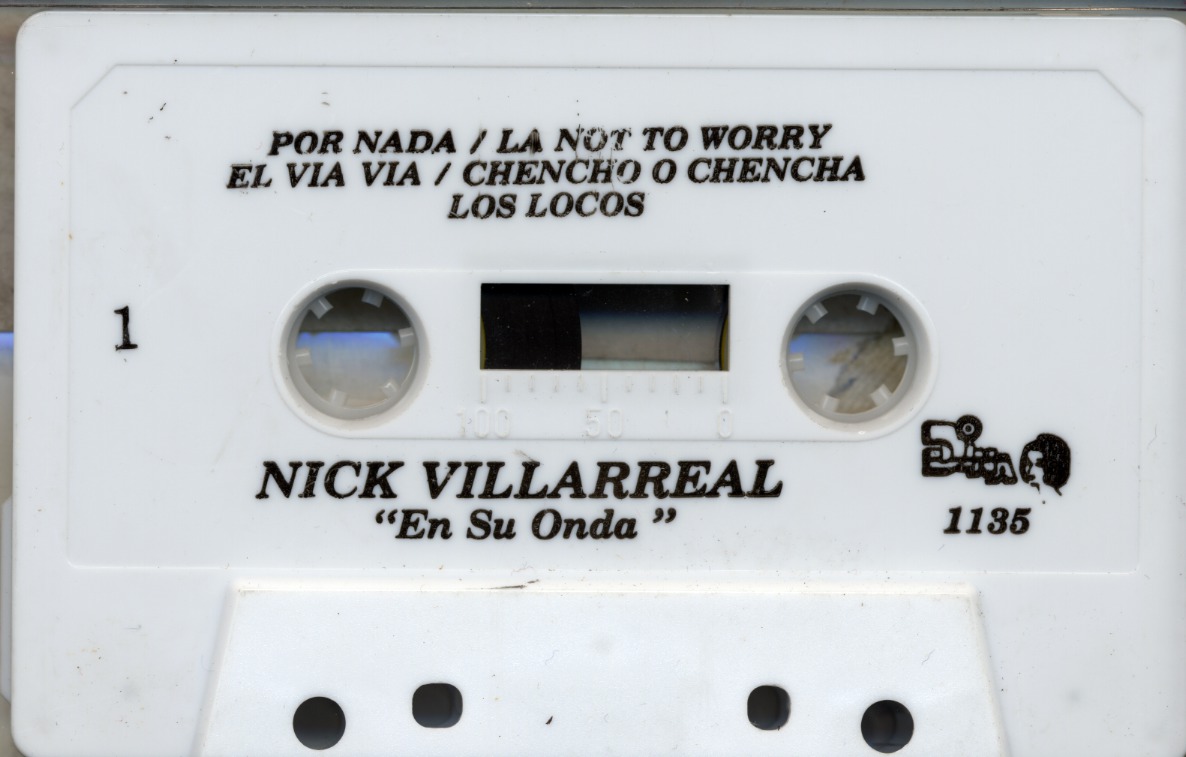 POR NADA / LA NOT TO WORRY
EL VIA VIA / CHENCHO O CHENCHA
LOS LOCOS
1
100 50 0
NICK VILLARREAL
“En Su Onda”
1135